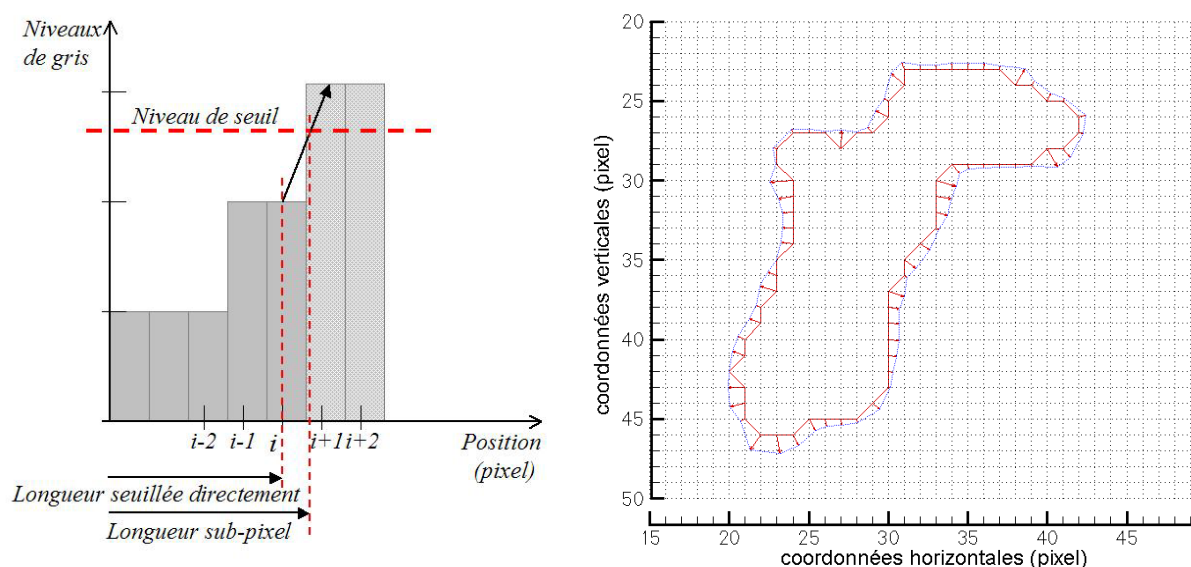 Niveaux
de gris
Niveau de seuil
i-2 i-1 i i+1 i+2
Position
(pixel)
Longueur seuillée directement
Longueur sub-pixel
coordonnées verticales (pixel)
20
25
30
35
40
45
50
15 20 25 30 35 40 45
coordonnées horizontales (pixel)